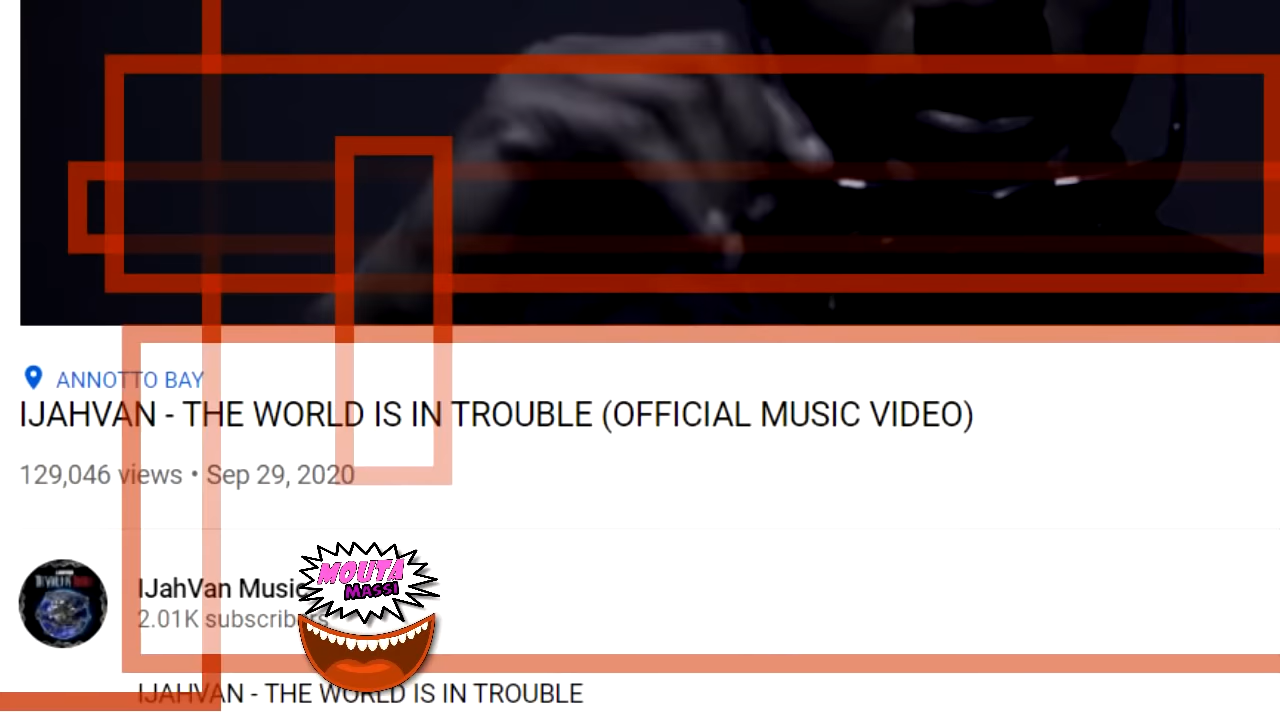 ANNOTTO BAY
IJAHVAN - THE WORLD IS IN TROUBLE (OFFICIAL MUSIC VIDEO)
129,046 views • Sep 29, 2020
IJahVan Music
2.01K subscribers
MOUTA
MASSI
IJAHVAN - THE WORLD IS IN TROUBLE